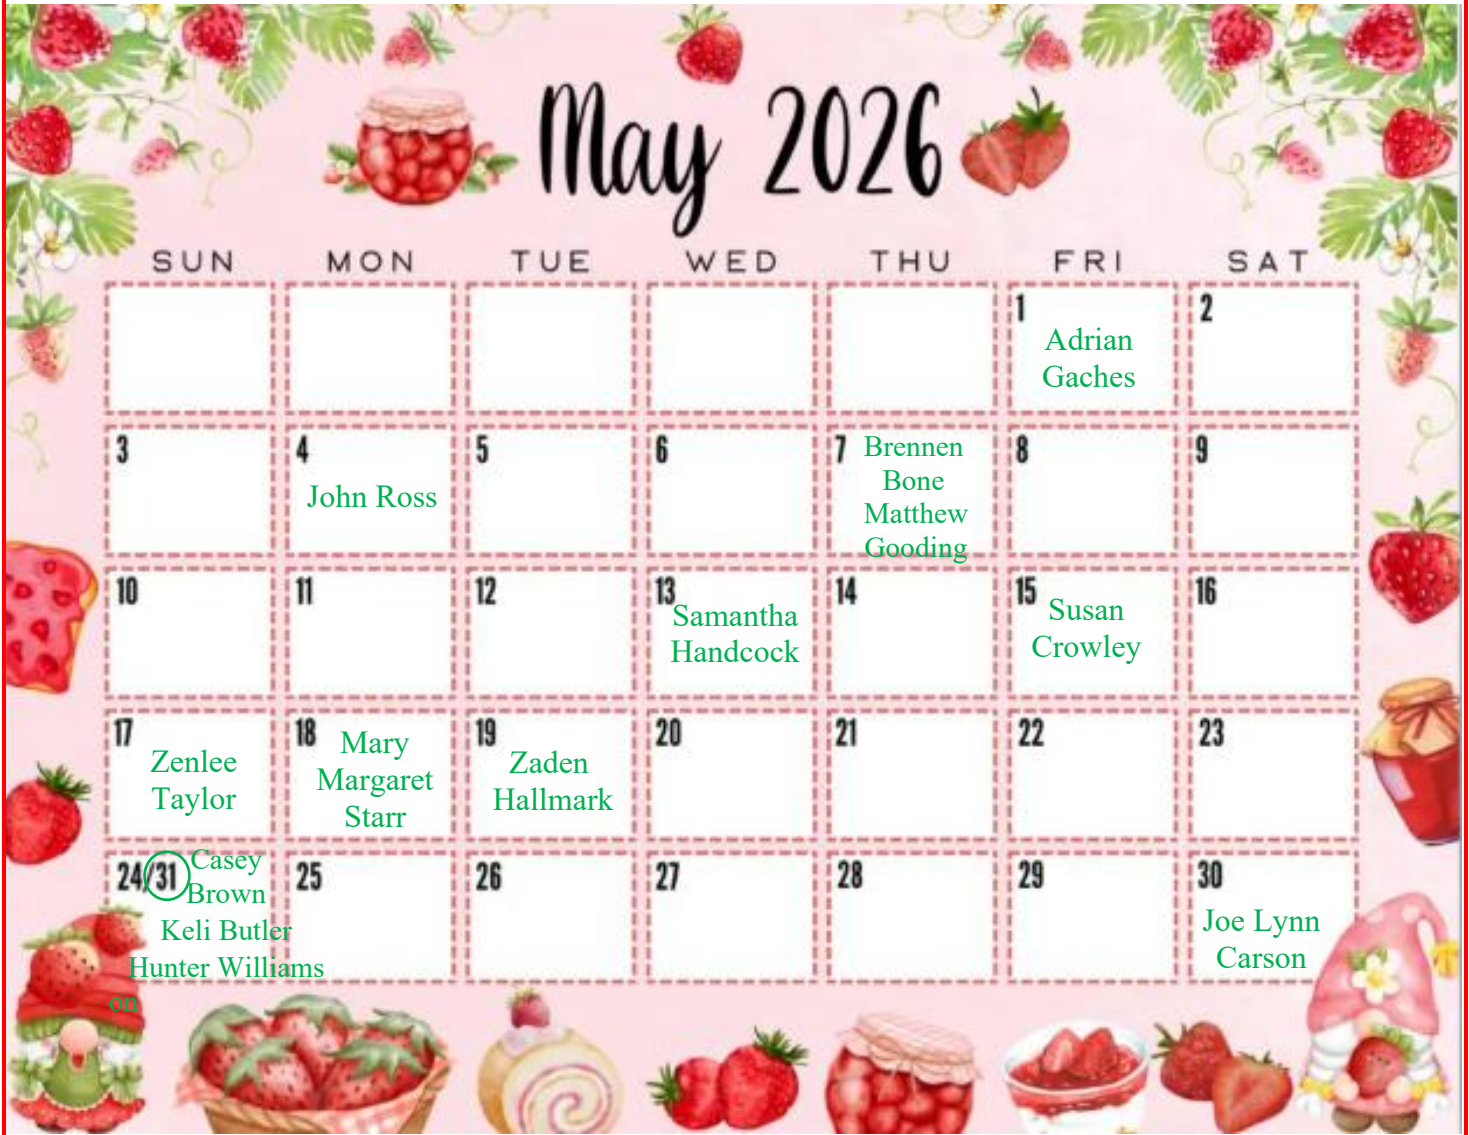 May 2026
SUN MON TUE WED THU FRI SAT
1
Adrian
Gaches
2
3
4
John Ross
5
6
7 Brennen
Bone
Matthew
Gooding
8
9
10
11
12
13
Samantha
Handcock
14
15 Susan
Crowley
16
17
Zenlee
Taylor
18 Mary
Margaret
Starr
19
Zaden
Hallmark
20
21
22
23
24/31 Casey
Brown
Keli Butler
Hunter Williams
on
25
26
27
28
29
30
Joe Lynn
Carson